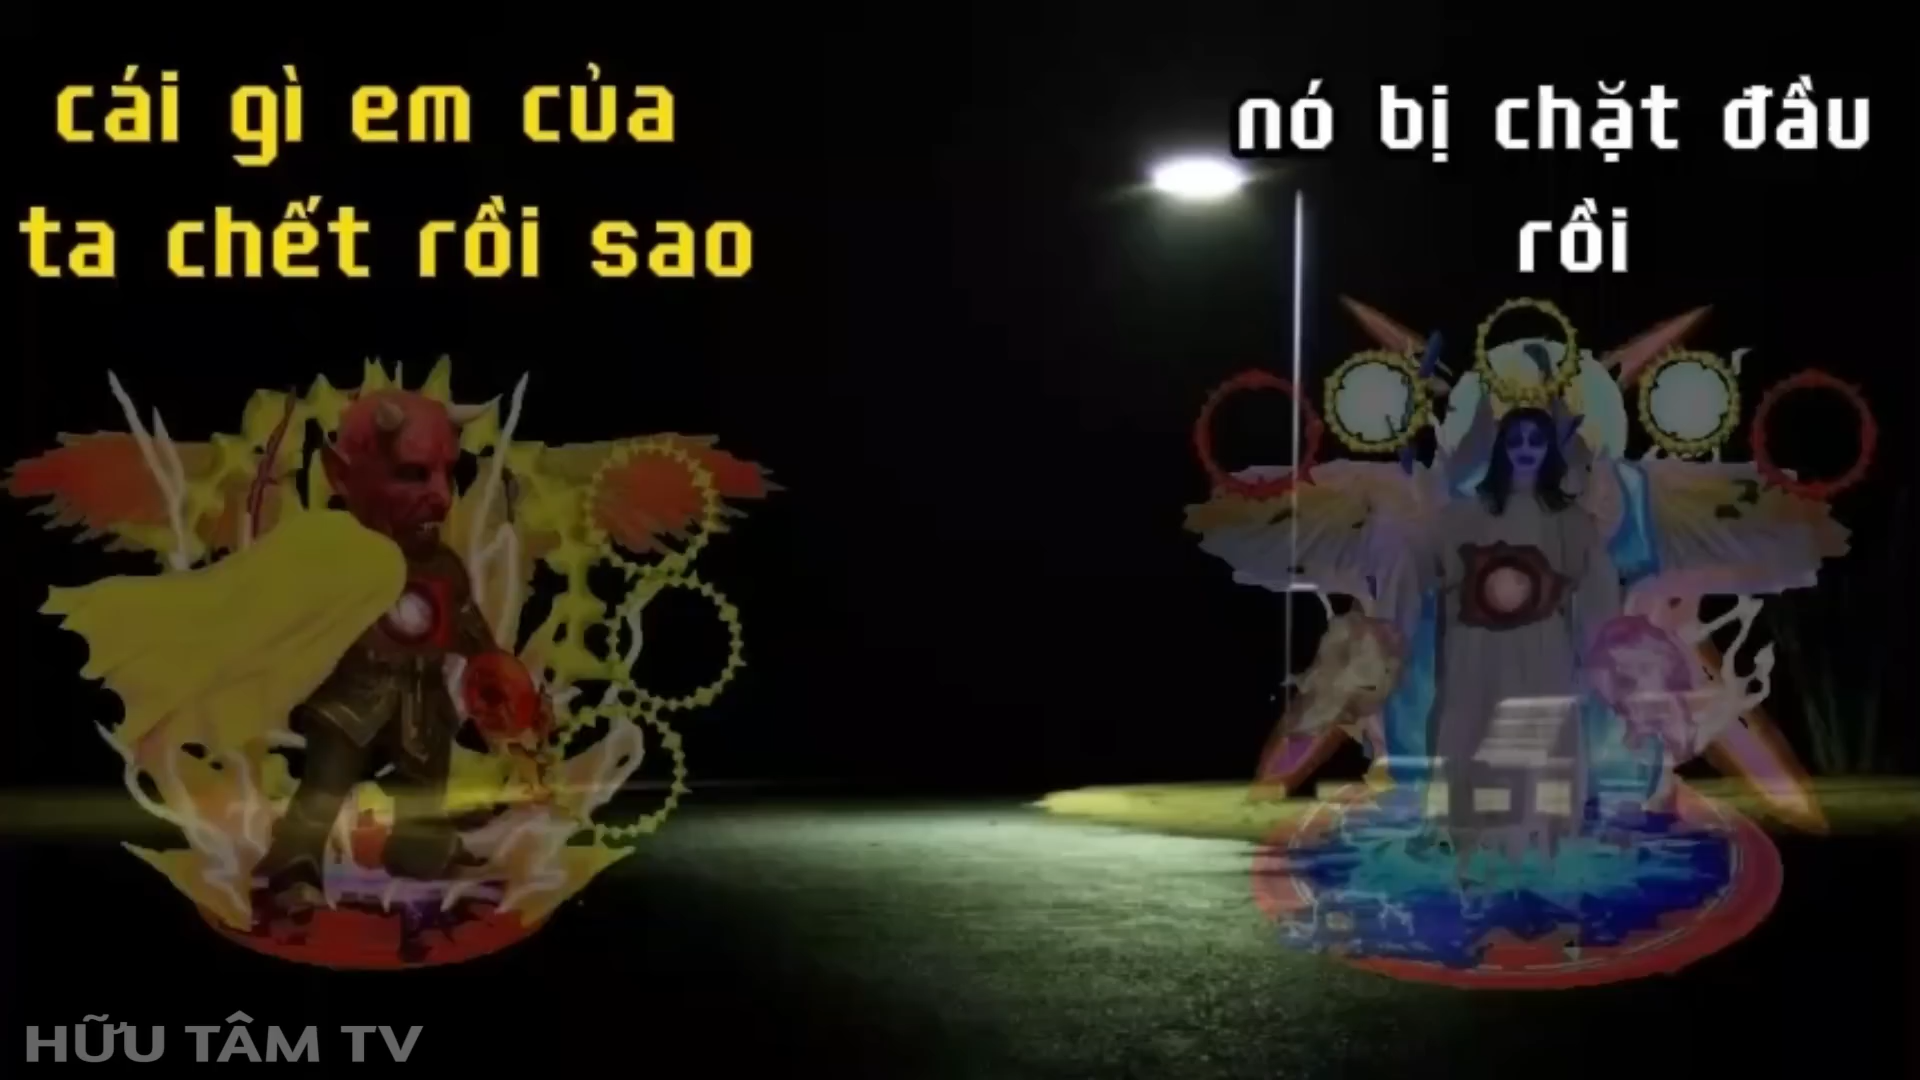 cái gì em của
ta chết rồi sao
nó bị chặt đầu
rồi
HỮU TÂM TV